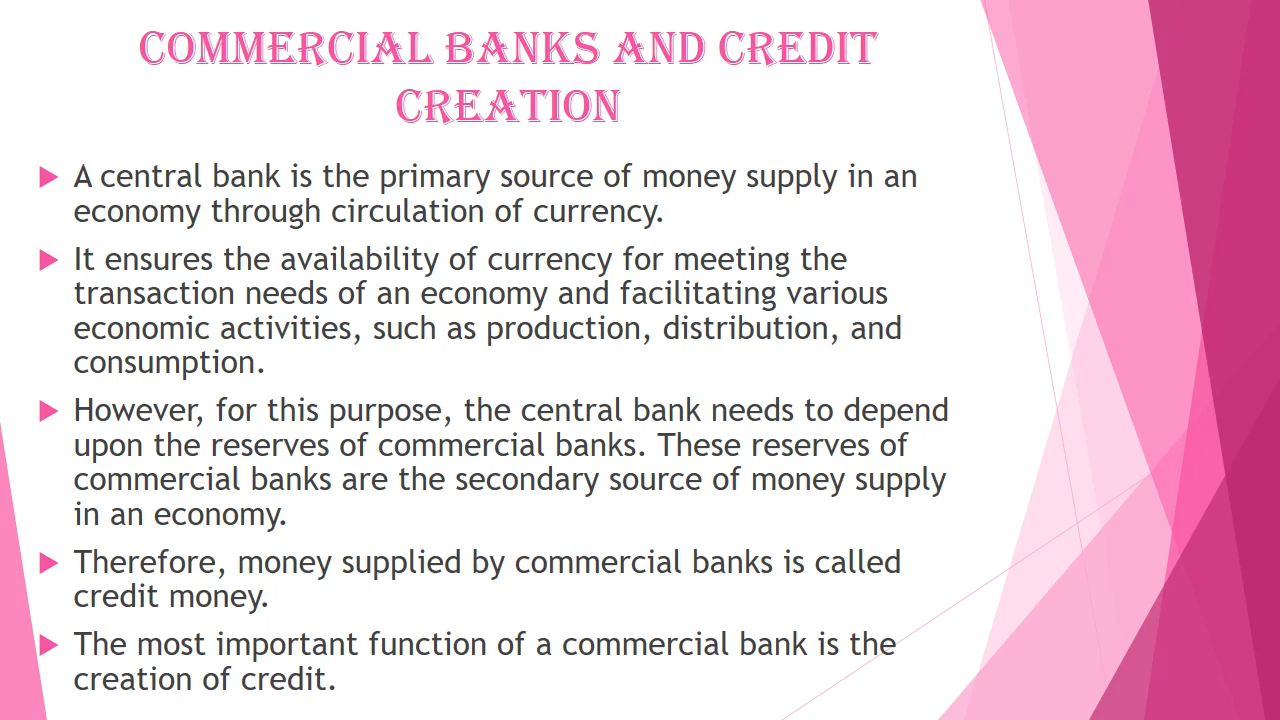 COMMERCIAL BANKS AND CREDIT
CREATION
A central bank is the primary source of money supply in an
economy through circulation of currency.
It ensures the availability of currency for meeting the
transaction needs of an economy and facilitating various
economic activities, such as production, distribution, and
consumption.
However, for this purpose, the central bank needs to depend
upon the reserves of commercial banks. These reserves of
commercial banks are the secondary source of money supply
in an economy.
Therefore, money supplied by commercial banks is called
credit money.
The most important function of a commercial bank is the
creation of credit.